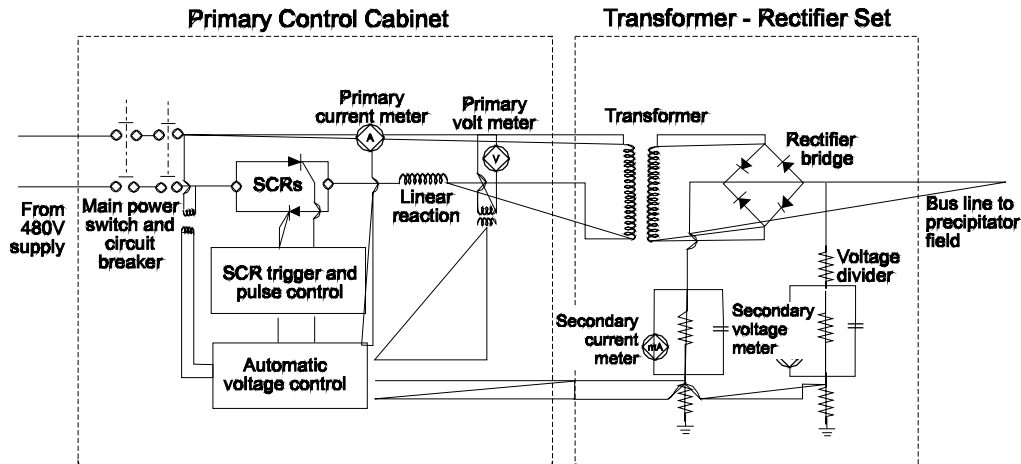 Primary Control Cabinet
Transformer - Rectifier Set
Primary
current meter
A
Primary
volt meter
V
Transformer
Rectifier
bridge
SCRs
Linear
reaction
From
480V
supply
Main power
switch and
circuit
breaker
Bus line to
precipitator
field
SCR trigger and
pulse control
Voltage
divider
Secondary
current
meter
mA
Secondary
voltage
meter
Automatic
voltage control